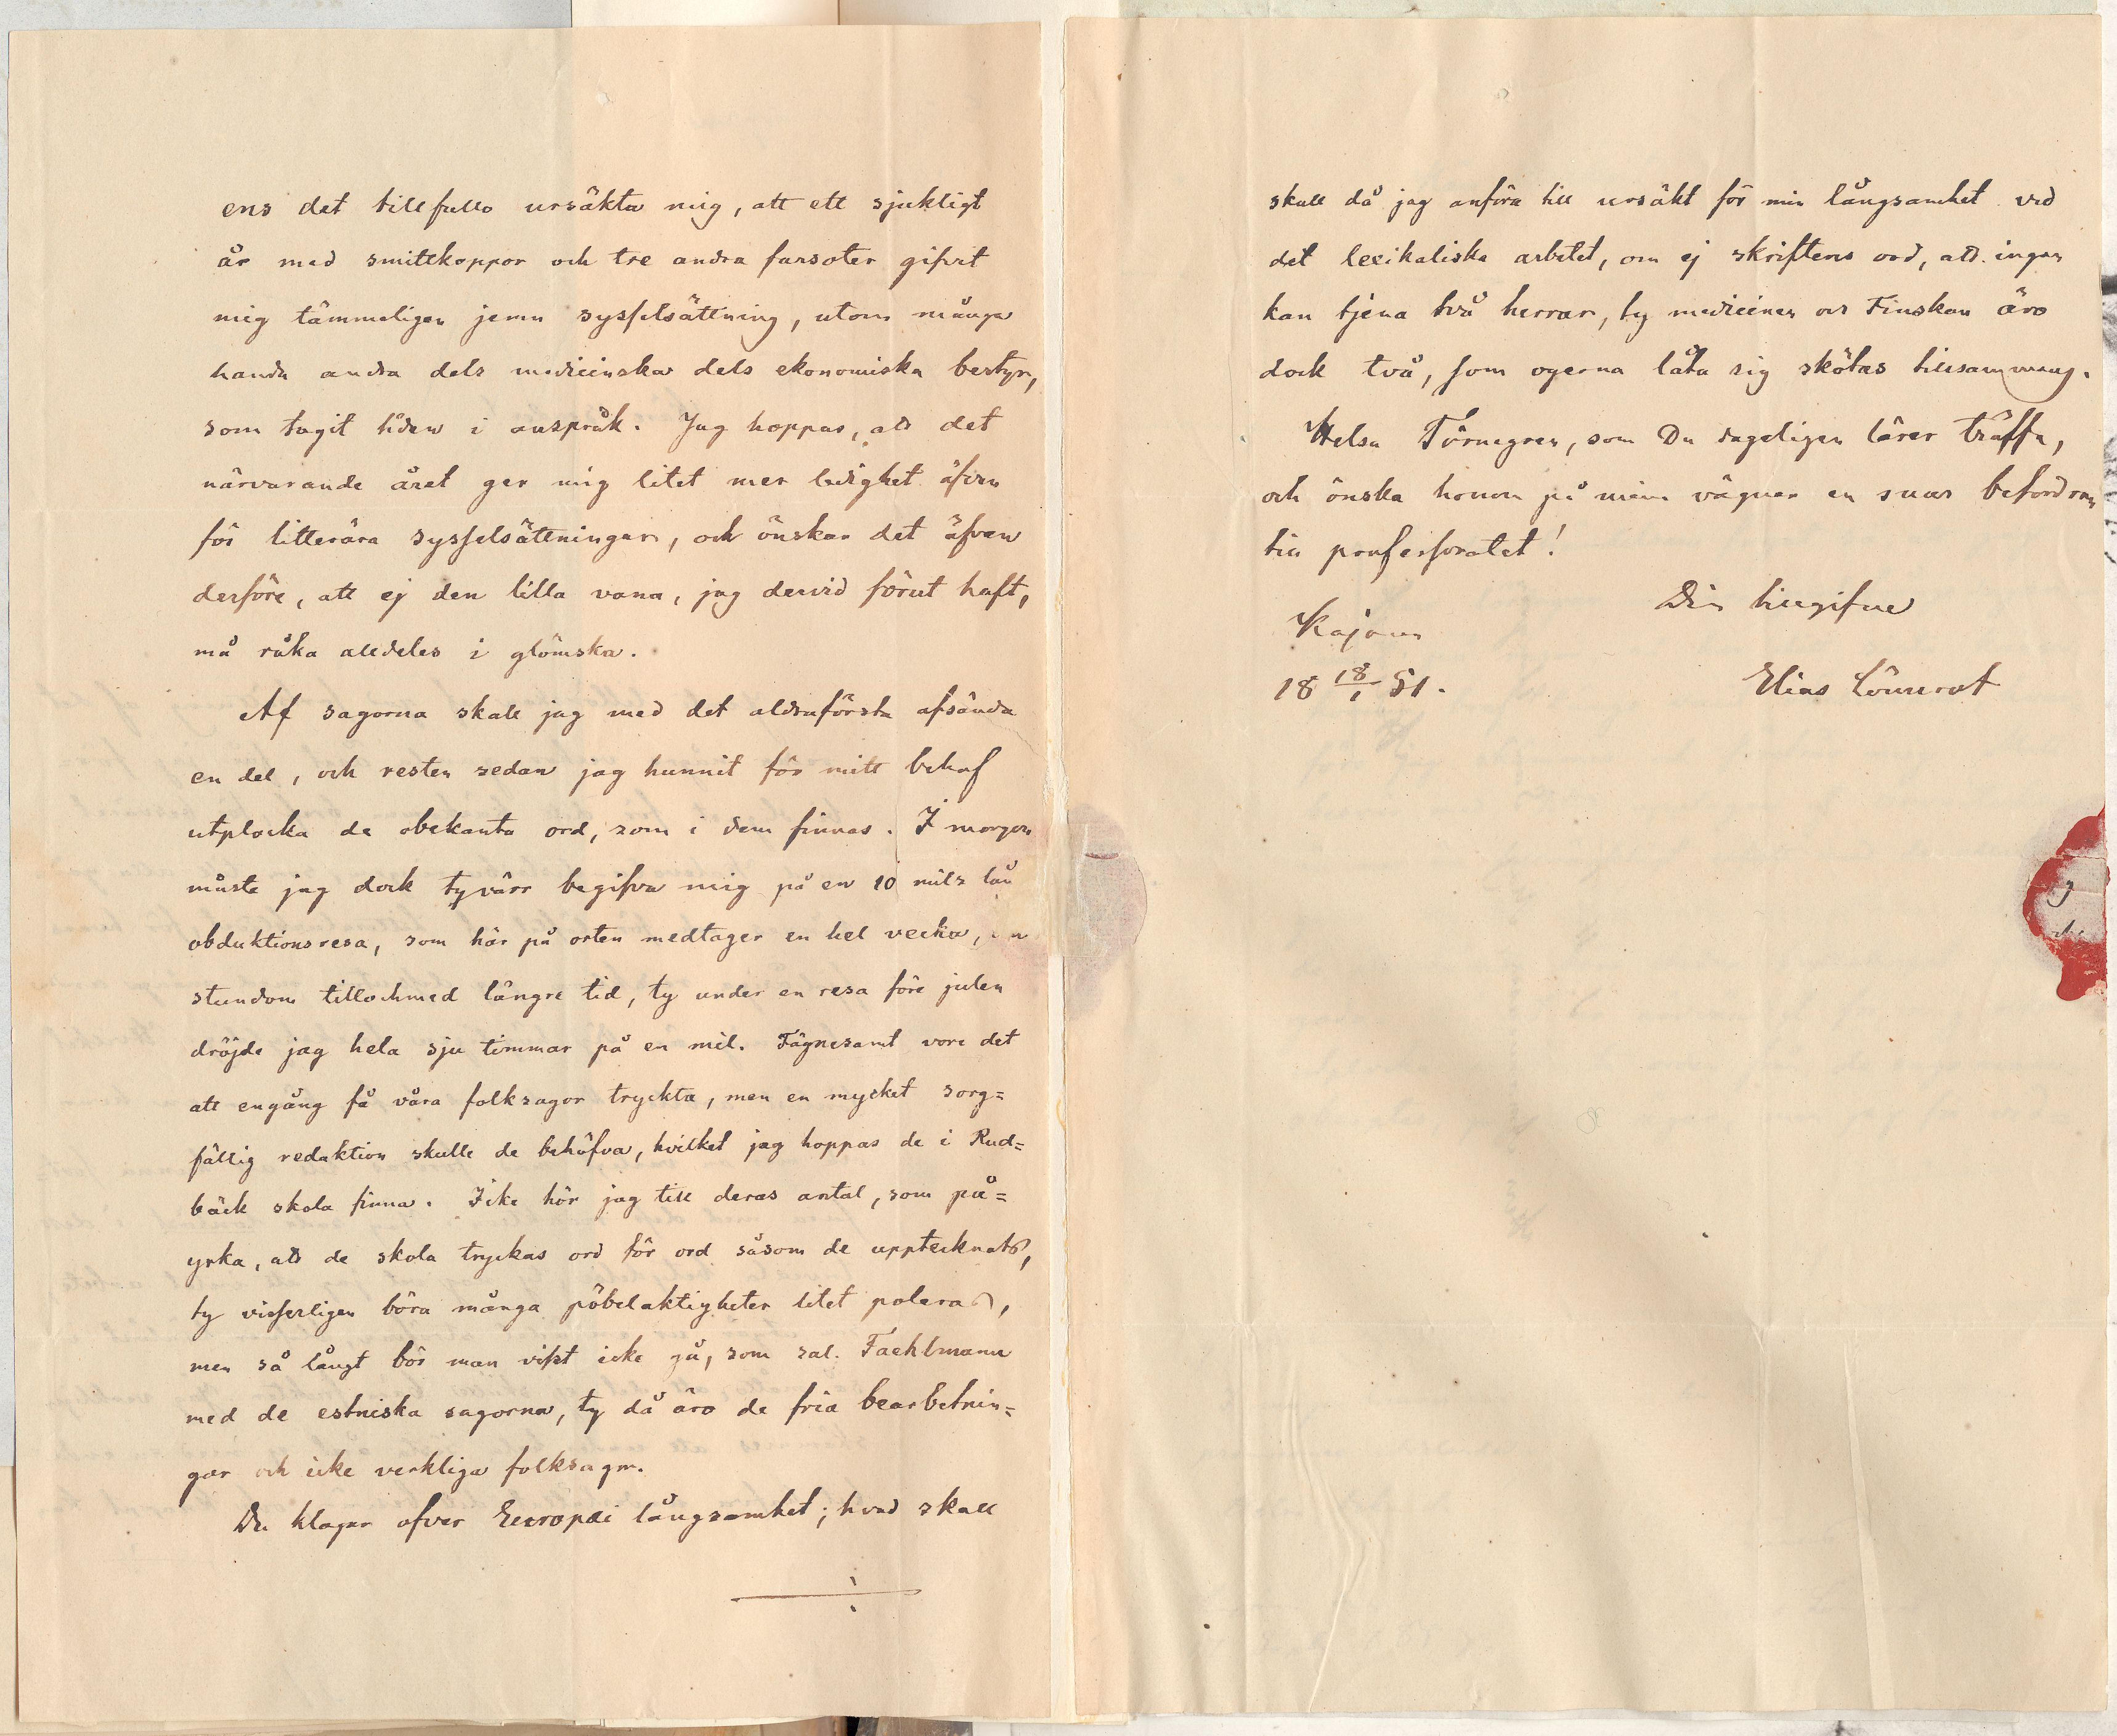 ens det tillfullo ursäkta mig, att ett sjukligt
år med smittkoppor och tre andra farsoter gifvit
mig tämmeligen jemn sysselsättning, utom många
handa andra dels medicinska dels ekonomiska bestyr,
som tagit tiden i anspråk. Jag hoppas, att det
närvarande året ger mig litet mer ledighet äfven
för litterära sysselsättningar, och önskar det äfven
derföre, att ej den lilla vana, jag dervid förut haft,
må råka alldeles i glömska.
Af sagorna skall jag med det aldraförsta afsända
en del, och resten sedan jag hunnit för mitt behof
utplocka de obekanta ord, som i dem finnas. I morgon
måste jag dock tyvärr begifva mig på en 10 mils
obduktionsresa, som här på orten medtager en hel vecka,
stundom tillochmed längre tid, ty under en resa före julen
dröjde jag hela sju timmar på en mil. Fägnesamt vore det
att engång få våra folksagor tryckta, men en mycket sorg=
fällig redaktion skulle de behöfva, hvilket jag hoppas de i Rud=
bäck skola finna. Icke hör jag till deras antal, som på=
yrka, att de skola tryckas ord för ord såsom de upptecknats,
ty visserligen böra många pöbelaktigheter litet poleras,
men så långt bör man visst icke gå, som sal. Faehlmann
med de estniska sagorna, ty då äro de fria bearbetnin=
gar och icke verkliga folksagor.
Du klagar öfver Europæi långsamhet; hvad skall
skall då jag anföra till ursäkt för min långsamhet vid
det lexikaliska arbetet, om ej skriftens ord, att ingen
kan tjena två herrar, ty medicinen och Finskan äro
dock två, som ogerna låta sig skötas tillsammans.
Helsa Törnegren, som Du dageligen lärer träffa,
och önska honom på mina vägnar en snar befordran
till professoratet!
Din tillgifne
Kajana
18 18/1 51.
Elias Lönnrot